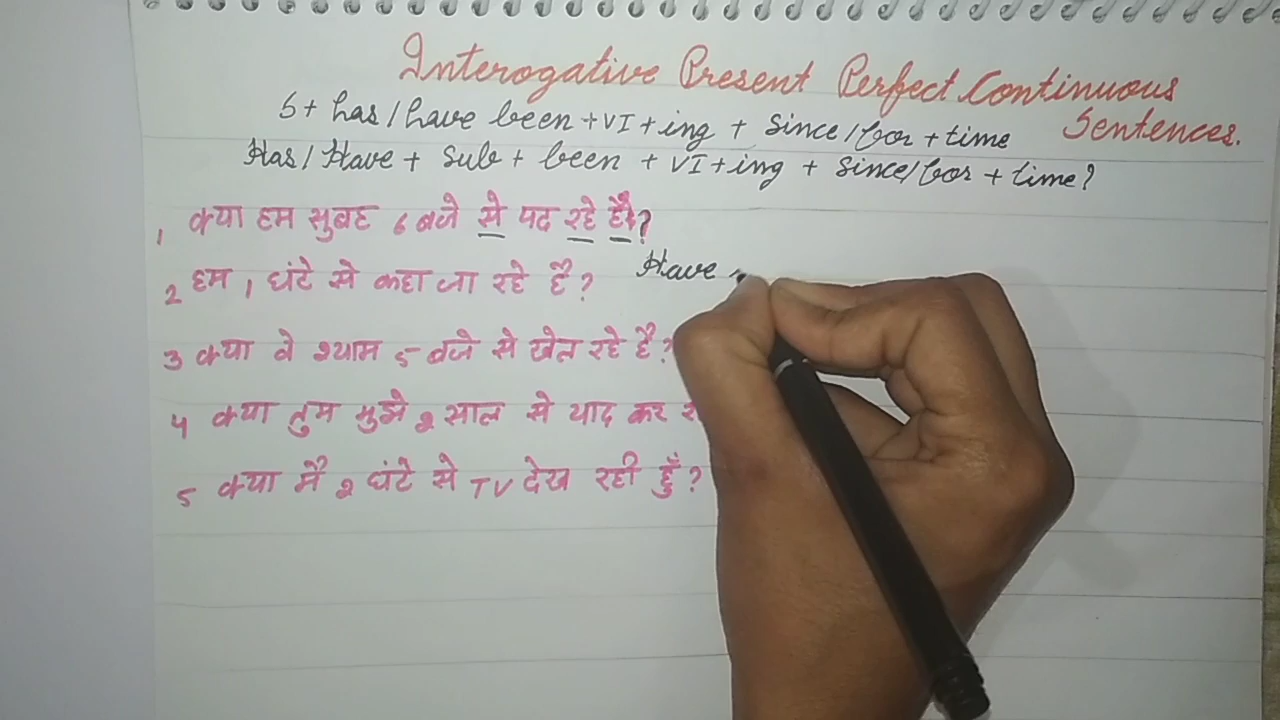 Interogative Present Perfect Continuous
Sentences.
S+ has/have been +VI+ing + Since/for +time
Has/Have + Sub + been + VI+ing + Since/for + time?
1 क्या हम सुबह 6 बजे से पढ रहे हैं?
2 हम 1 घंटे से कहा जा रहे है?
Have
3 क्या वे श्याम 5 बजे से खेल रहे है?
4 क्या तुम मुझे 2 साल से याद कर
5 क्या मै 2 घंटे से TV देख रही हुँ?